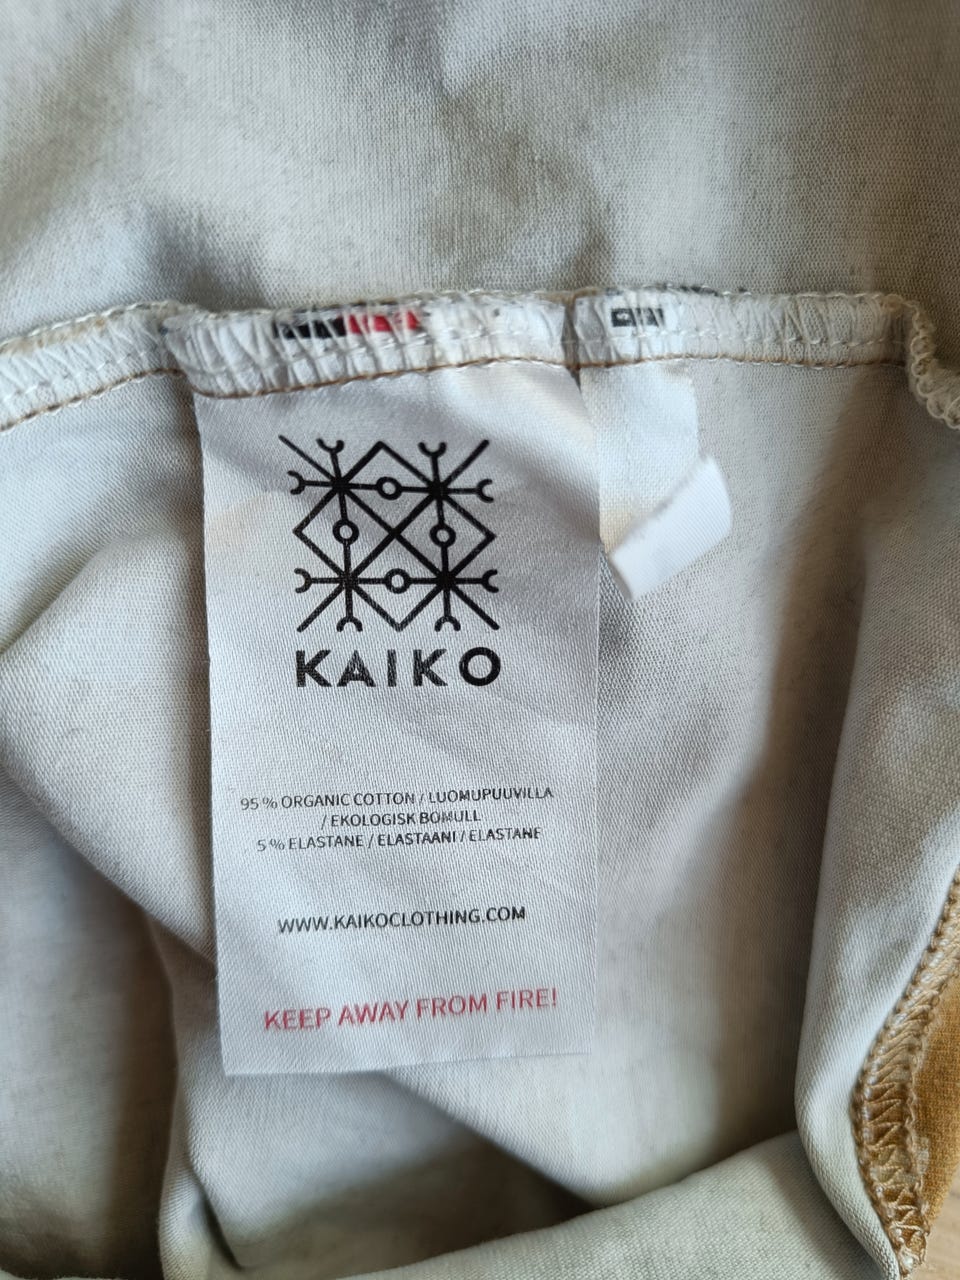 KAIKO
95 % ORGANIC COTTON / LUOMUPUUVILLA
/ EKOLOGISK BOMULL
5 % ELASTANE / ELASTAANI / ELASTANE
WWW.KAIKOCLOTHING.COM
KEEP AWAY FROM FIRE!